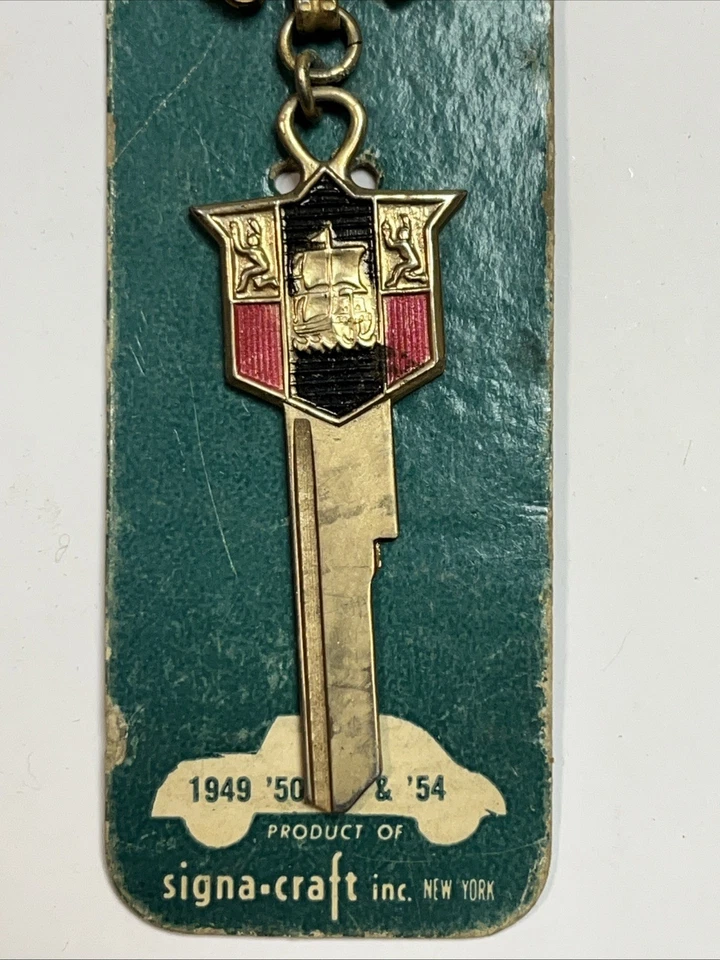 1949 '50 & '54
PRODUCT OF
signa-craft inc. NEW YORK